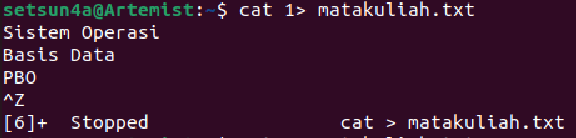 setsun4a@Artemist:~$ cat 1> matakuliah.txt
Sistem Operasi
Basis Data
PBO
^Z
[6]+  Stopped                 cat > matakuliah.txt